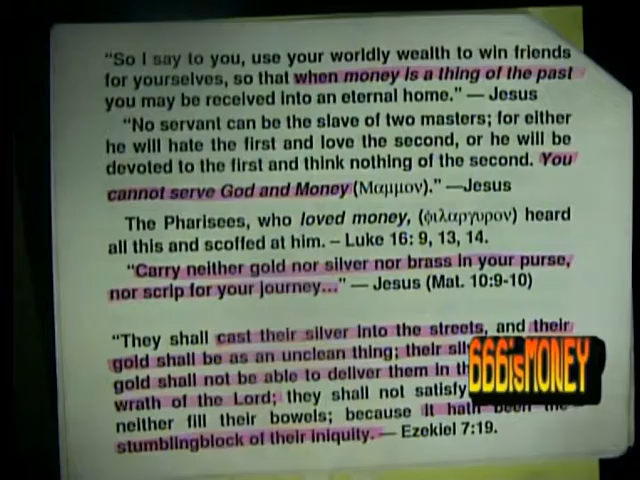 “So I say to you, use your worldly wealth to win friends
for yourselves, so that when money is a thing of the past
you may be received into an eternal home.” — Jesus
“No servant can be the slave of two masters; for either
he will hate the first and love the second, or he will be
devoted to the first and think nothing of the second. You
cannot serve God and Money (Μαμμον).” —Jesus
The Pharisees, who loved money, (φιλαργυρον) heard
all this and scoffed at him. – Luke 16: 9, 13, 14.
“Carry neither gold nor silver nor brass in your purse,
nor scrip for your journey...” — Jesus (Mat. 10:9-10)
“They shall cast their silver into the streets, and their
gold shall be as an unclean thing; their
gold shall not be able to deliver them in
wrath of the Lord; they shall not satisfy
neither fill their bowels; because it hath been the
stumblingblock of their iniquity. — Ezekiel 7:19.
666isMONEY